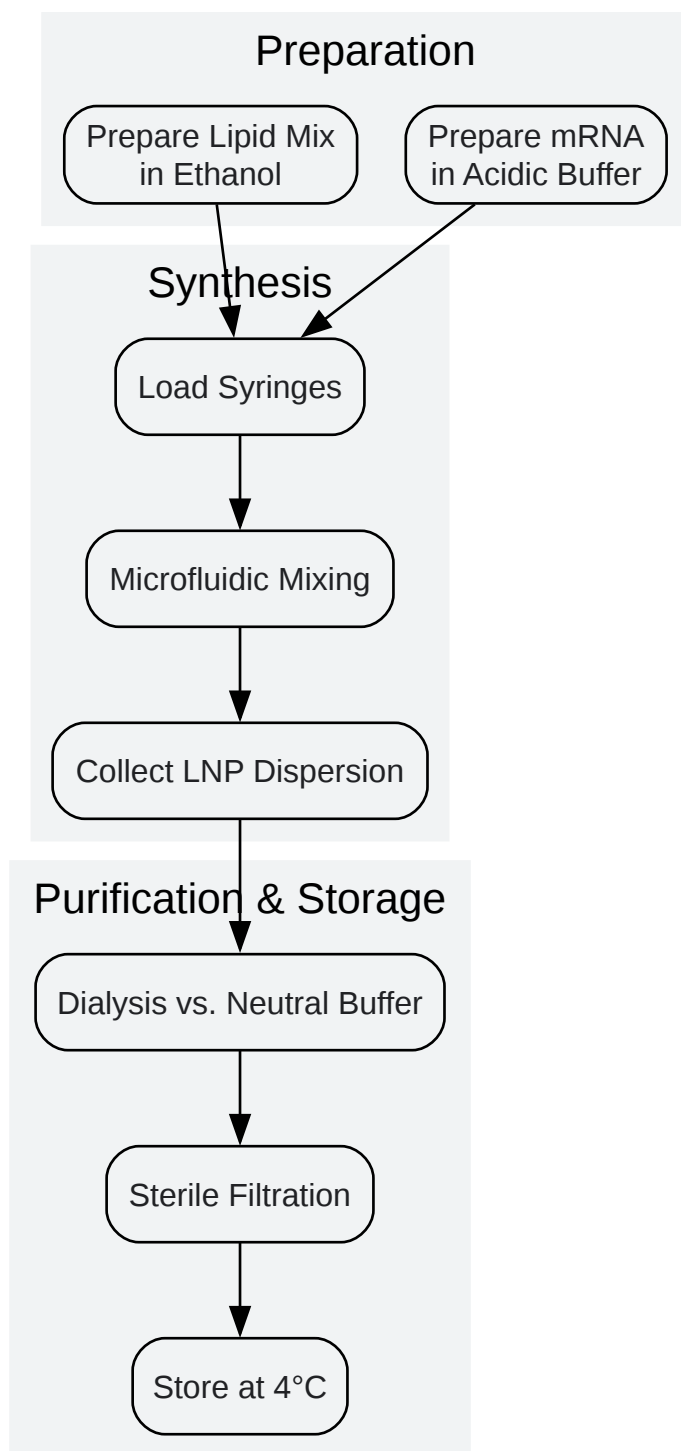 Preparation
Prepare Lipid Mix
in Ethanol
Prepare mRNA
in Acidic Buffer
Synthesis
Load Syringes
Microfluidic Mixing
Collect LNP Dispersion
Purification & Storage
Dialysis vs. Neutral Buffer
Sterile Filtration
Store at 4°C